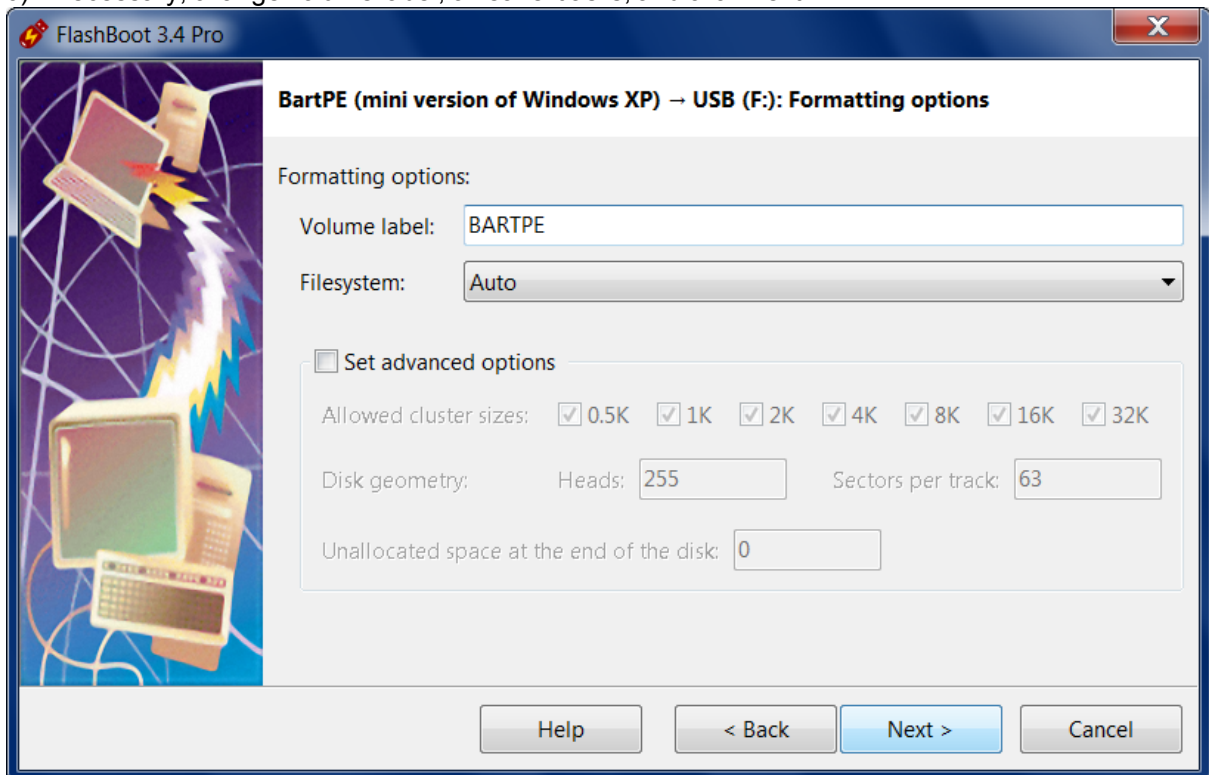 FlashBoot 3.4 Pro
BartPE (mini version of Windows XP) → USB (F:): Formatting options
Formatting options:
Volume label: BARTPE
Filesystem: Auto
Set advanced options
Allowed cluster sizes: 0.5K 1K 2K 4K 8K 16K 32K
Disk geometry: Heads: 255 Sectors per track: 63
Unallocated space at the end of the disk: 0
Help < Back Next > Cancel